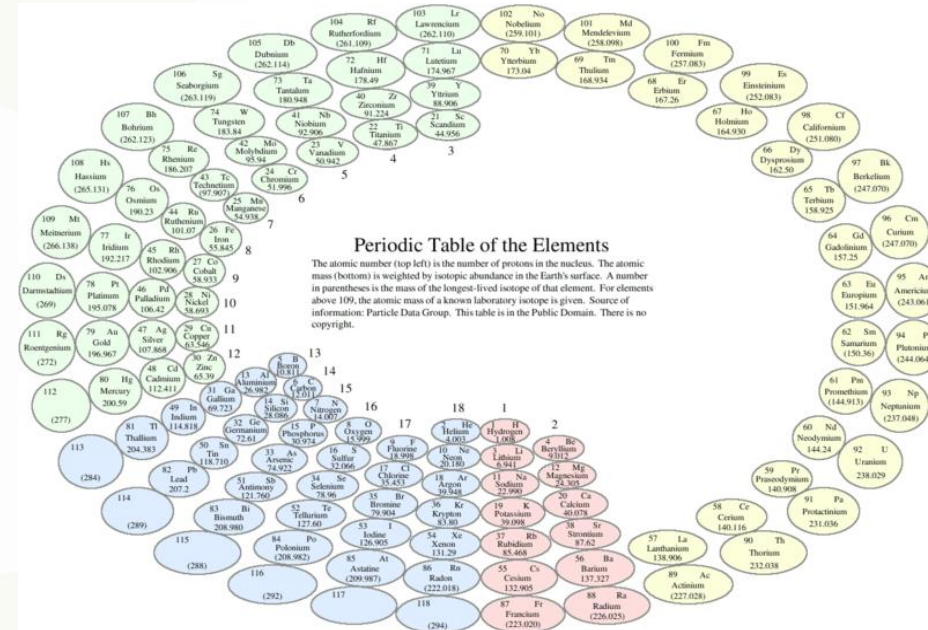 103 Lr
Lawrencium
(262.110)
71 Lu
Lutetium
174.967
39 Y
Yttrium
88.906
21 Sc
Scandium
44.956
3
104 Rf
Rutherfordium
(261.109)
72 Hf
Hafnium
178.49
40 Zr
Zirconium
91.224
22 Ti
Titanium
47.867
4
105 Db
Dubnium
(262.114)
73 Ta
Tantalum
180.948
41 Nb
Niobium
92.906
23 V
Vanadium
50.942
5
106 Sg
Seaborgium
(263.119)
74 W
Tungsten
183.84
42 Mo
Molybdium
95.94
24 Cr
Chromium
51.996
6
107 Bh
Bohrium
(262.123)
75 Re
Rhenium
186.207
43 Tc
Technetium
(97.907)
25 Mn
Manganese
54.938
7
108 Hs
Hassium
(265.131)
76 Os
Osmium
190.23
44 Ru
Ruthenium
101.07
26 Fe
Iron
55.845
8
109 Mt
Meitnerium
(266.138)
77 Ir
Iridium
192.217
45 Rh
Rhodium
102.906
27 Co
Cobalt
58.933
9
110 Ds
Darmstadtium
(269)
78 Pt
Platinum
195.078
46 Pd
Palladium
106.42
28 Ni
Nickel
58.693
10
111 Rg
Roentgenium
(272)
79 Au
Gold
196.967
47 Ag
Silver
107.868
29 Cu
Copper
63.546
11
112
(277)
80 Hg
Mercury
200.59
48 Cd
Cadmium
112.411
30 Zn
Zinc
65.39
12
Periodic Table of the Elements
The atomic number (top left) is the number of protons in the nucleus. The atomic
mass (bottom) is weighted by isotopic abundance in the Earth's surface. A number
in parentheses is the mass of the longest-lived isotope of that element. For elements
above 109, the atomic mass of a known laboratory isotope is given. Source of
information: Particle Data Group. This table is in the Public Domain. There is no
copyright.
113
(284)
81 Tl
Thallium
204.383
49 In
Indium
114.818
31 Ga
Gallium
69.723
13 Al
Aluminium
26.982
5 B
Boron
10.811
13
114
(289)
82 Pb
Lead
207.2
50 Sn
Tin
118.710
32 Ge
Germanium
72.61
14 Si
Silicon
28.086
6 C
Carbon
12.011
14
115
(288)
83 Bi
Bismuth
208.980
51 Sb
Antimony
121.760
33 As
Arsenic
74.922
15 P
Phosphorus
30.974
7 N
Nitrogen
14.007
15
116
(292)
84 Po
Polonium
(208.982)
52 Te
Tellurium
127.60
34 Se
Selenium
78.96
16 S
Sulfur
32.066
8 O
Oxygen
15.999
16
117
85 At
Astatine
(209.987)
53 I
Iodine
126.905
35 Br
Bromine
79.904
17 Cl
Chlorine
35.453
9 F
Fluorine
18.998
17
118
(294)
86 Rn
Radon
(222.018)
54 Xe
Xenon
131.29
36 Kr
Krypton
83.80
18 Ar
Argon
39.948
10 Ne
Neon
20.180
2 He
Helium
4.003
18
1
1 H
Hydrogen
1.008
3 Li
Lithium
6.941
11 Na
Sodium
22.990
19 K
Potassium
39.098
37 Rb
Rubidium
85.468
55 Cs
Cesium
132.905
87 Fr
Francium
(223.020)
2
4 Be
Beryllium
9.012
12 Mg
Magnesium
24.305
20 Ca
Calcium
40.078
38 Sr
Strontium
87.62
56 Ba
Barium
137.327
88 Ra
Radium
(226.025)
57 La
Lanthanium
138.906
89 Ac
Actinium
(227.028)
58 Ce
Cerium
140.116
90 Th
Thorium
232.038
59 Pr
Praseodymium
140.908
91 Pa
Protactinium
231.036
60 Nd
Neodymium
144.24
92 U
Uranium
238.029
61 Pm
Promethium
(144.913)
93 Np
Neptunium
(237.048)
62 Sm
Samarium
(150.36)
94 P
Plutonium
(244.064
63 Eu
Europium
151.964
95 A
Americiu
(243.061
64 Gd
Gadolinium
157.25
96 Cm
Curium
(247.070)
65 Tb
Terbium
158.925
97 Bk
Berkelium
(247.070)
66 Dy
Dysprosium
162.50
98 Cf
Californium
(251.080)
67 Ho
Holmium
164.930
99 Es
Einsteinium
(252.083)
68 Er
Erbium
167.26
100 Fm
Fermium
(257.083)
69 Tm
Thulium
168.934
101 Md
Mendelevium
(258.098)
70 Yb
Ytterbium
173.04
102 No
Nobelium
(259.101)